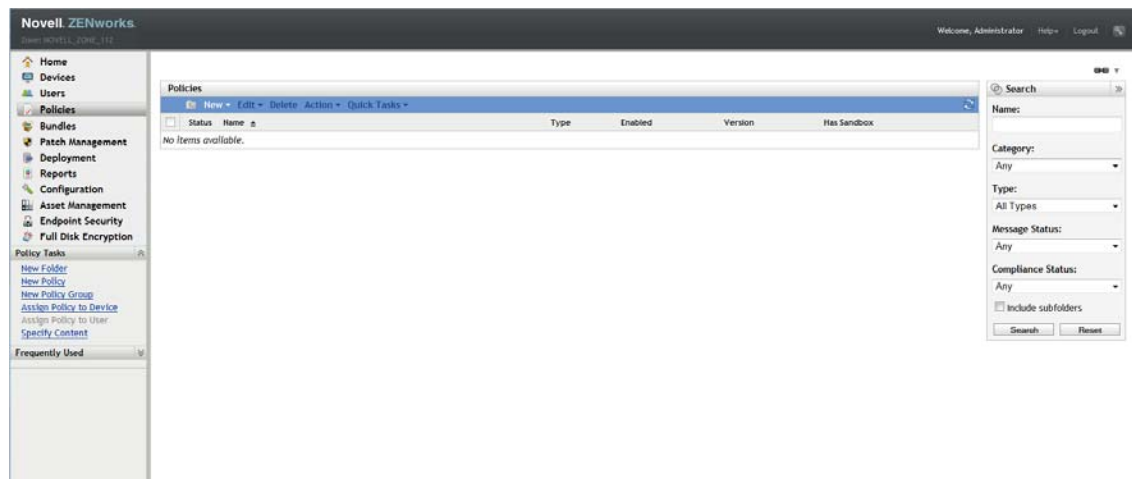 Novell ZENworks
Zone: NOVELL_ZONE_112
Welcome, Administrator Help Logout
Home
Devices
Users
Policies
Bundles
Patch Management
Deployment
Reports
Configuration
Asset Management
Endpoint Security
Full Disk Encryption
Policy Tasks
New Folder
New Policy
New Policy Group
Assign Policy to Device
Assign Policy to User
Specify Content
Frequently Used
Policies
New Edit Delete Action Quick Tasks
Status Name Type Enabled Version Has Sandbox
No items available.
Search
Name:
Category:
Any
Type:
All Types
Message Status:
Any
Compliance Status:
Any
Include subfolders
Search Reset